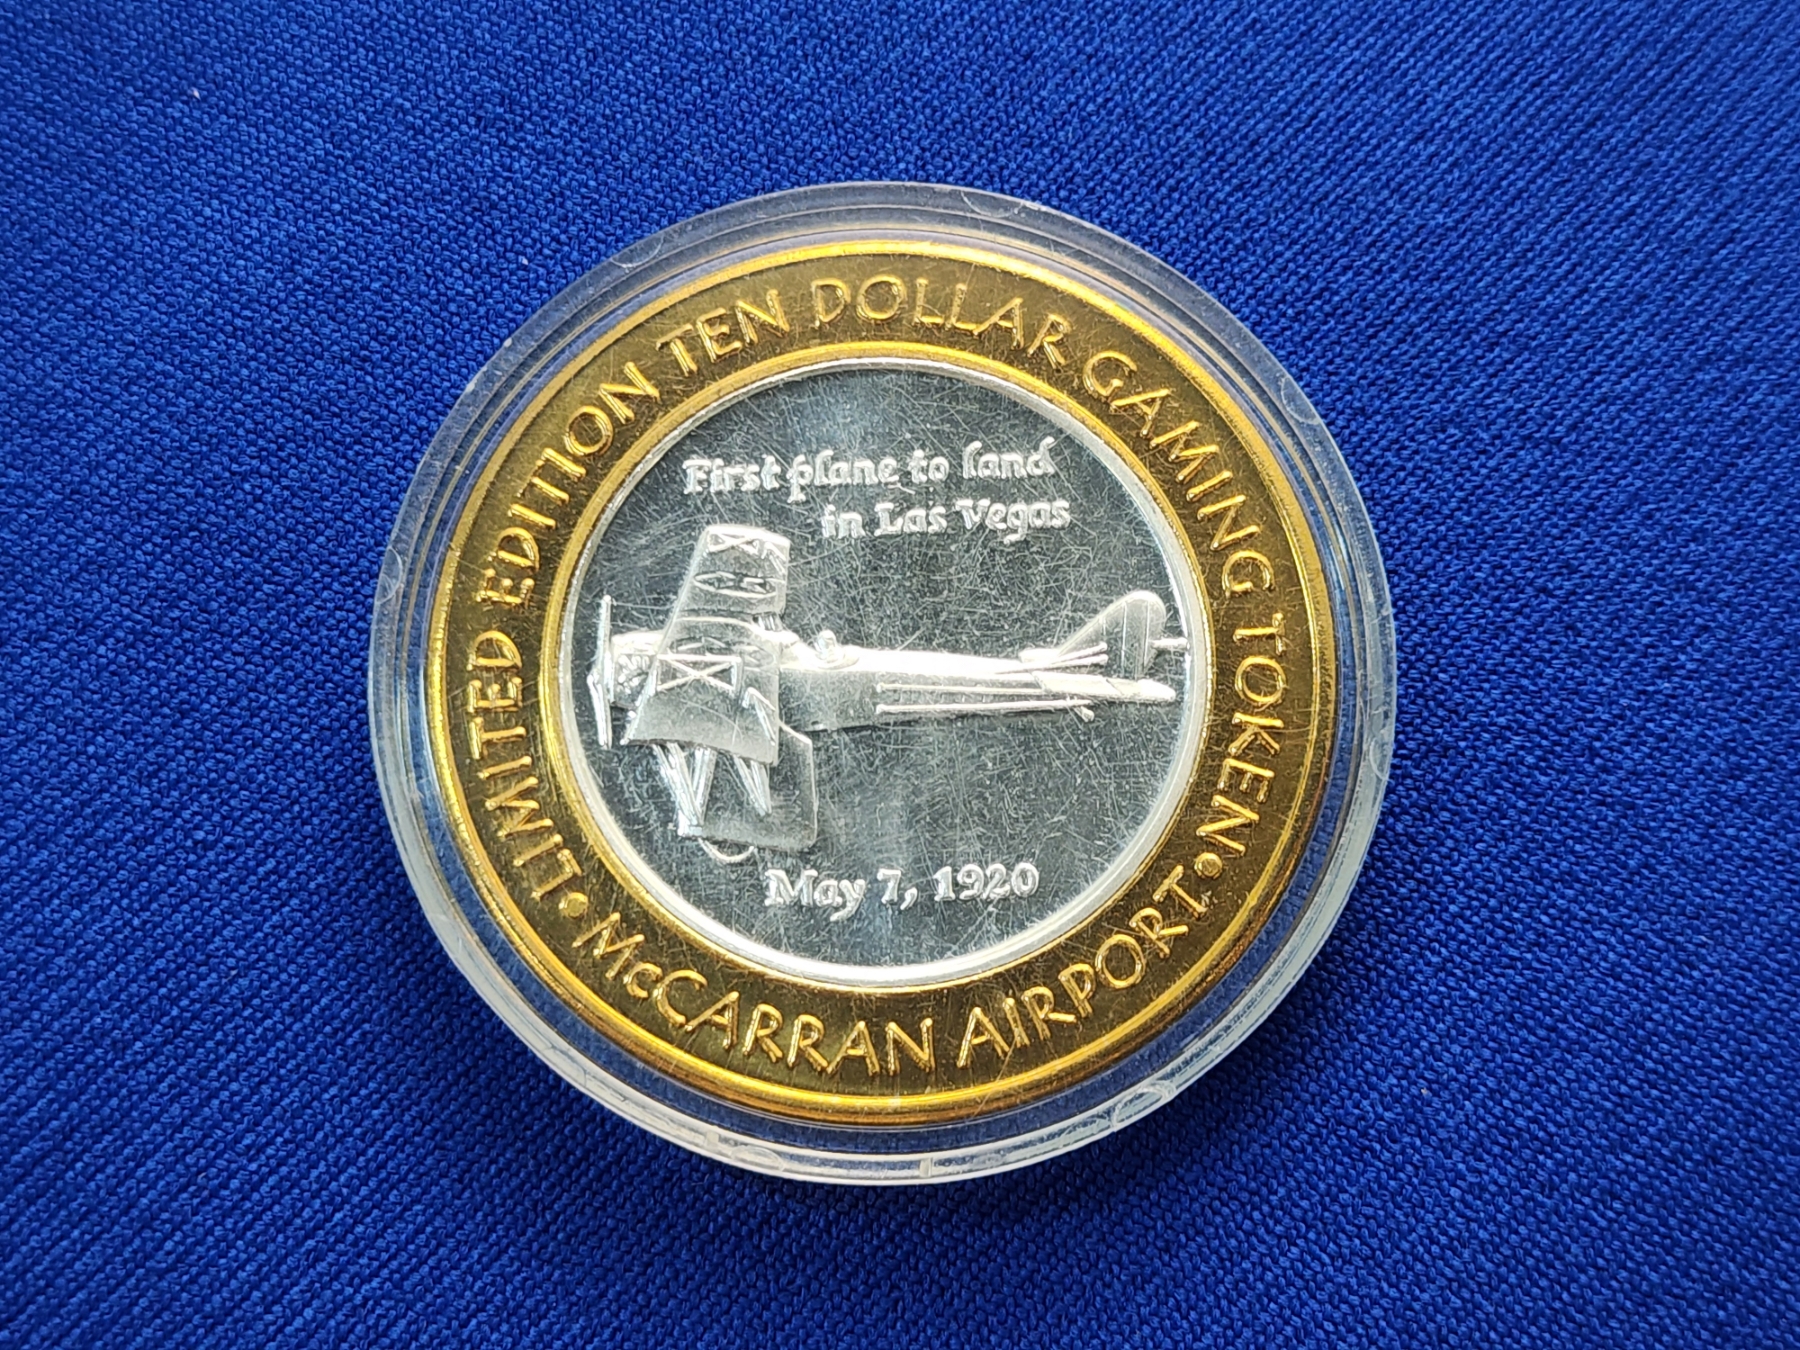 LIMITED EDITION TEN DOLLAR GAMING TOKEN
• McCARRAN AIRPORT •
First plane to land
in Las Vegas
May 7, 1920